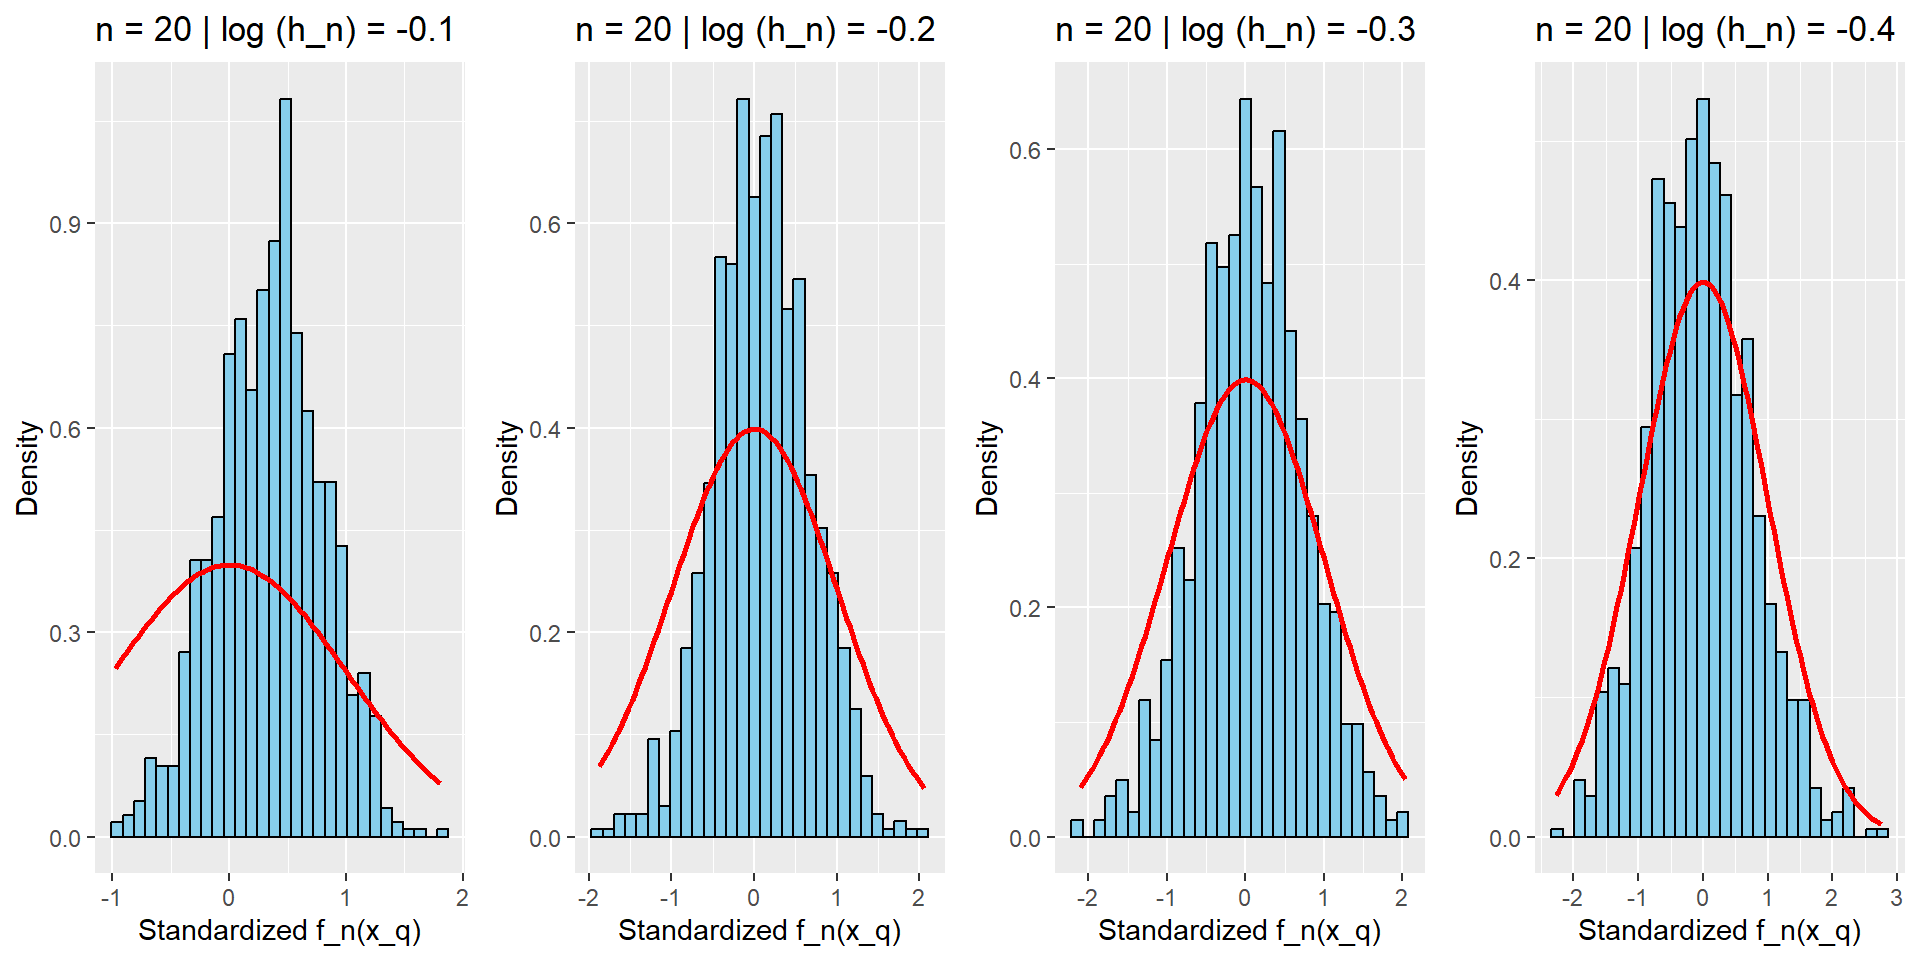 n = 20 | log (h_n) = -0.1
0.9
0.6
0.3
0.0
Density
-1
0
1
2
Standardized f_n(x_q)
n = 20 | log (h_n) = -0.2
0.6
0.4
0.2
0.0
Density
-2
-1
0
1
2
Standardized f_n(x_q)
n = 20 | log (h_n) = -0.3
0.6
0.4
0.2
0.0
Density
-2
-1
0
1
2
Standardized f_n(x_q)
n = 20 | log (h_n) = -0.4
0.4
0.2
0.0
Density
-2
-1
0
1
2
3
Standardized f_n(x_q)